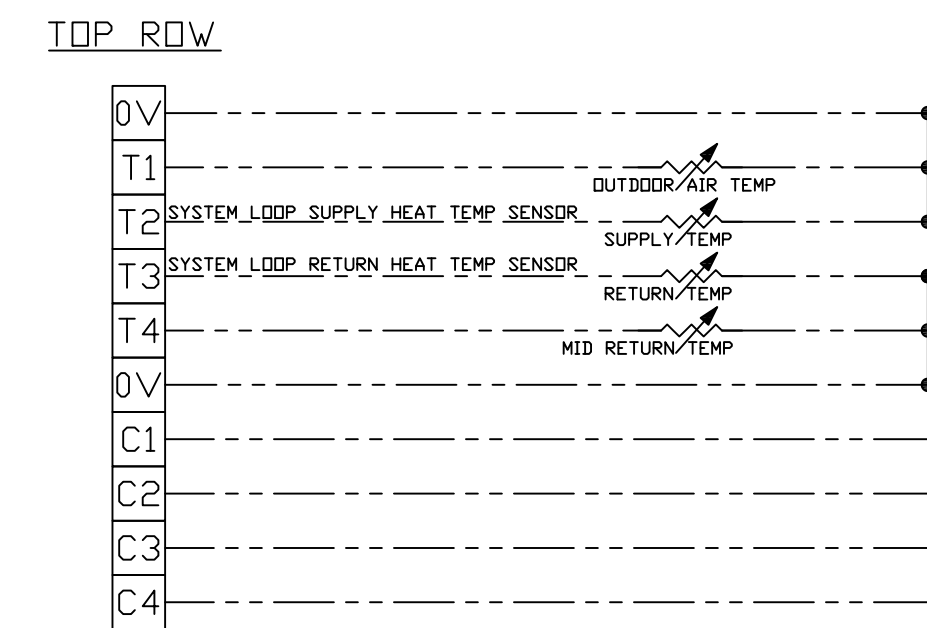 TOP ROW
0V
T1
OUTDOOR AIR TEMP
T2 SYSTEM LOOP SUPPLY HEAT TEMP SENSOR
SUPPLY TEMP
T3 SYSTEM LOOP RETURN HEAT TEMP SENSOR
RETURN TEMP
T4
MID RETURN TEMP
0V
C1
C2
C3
C4